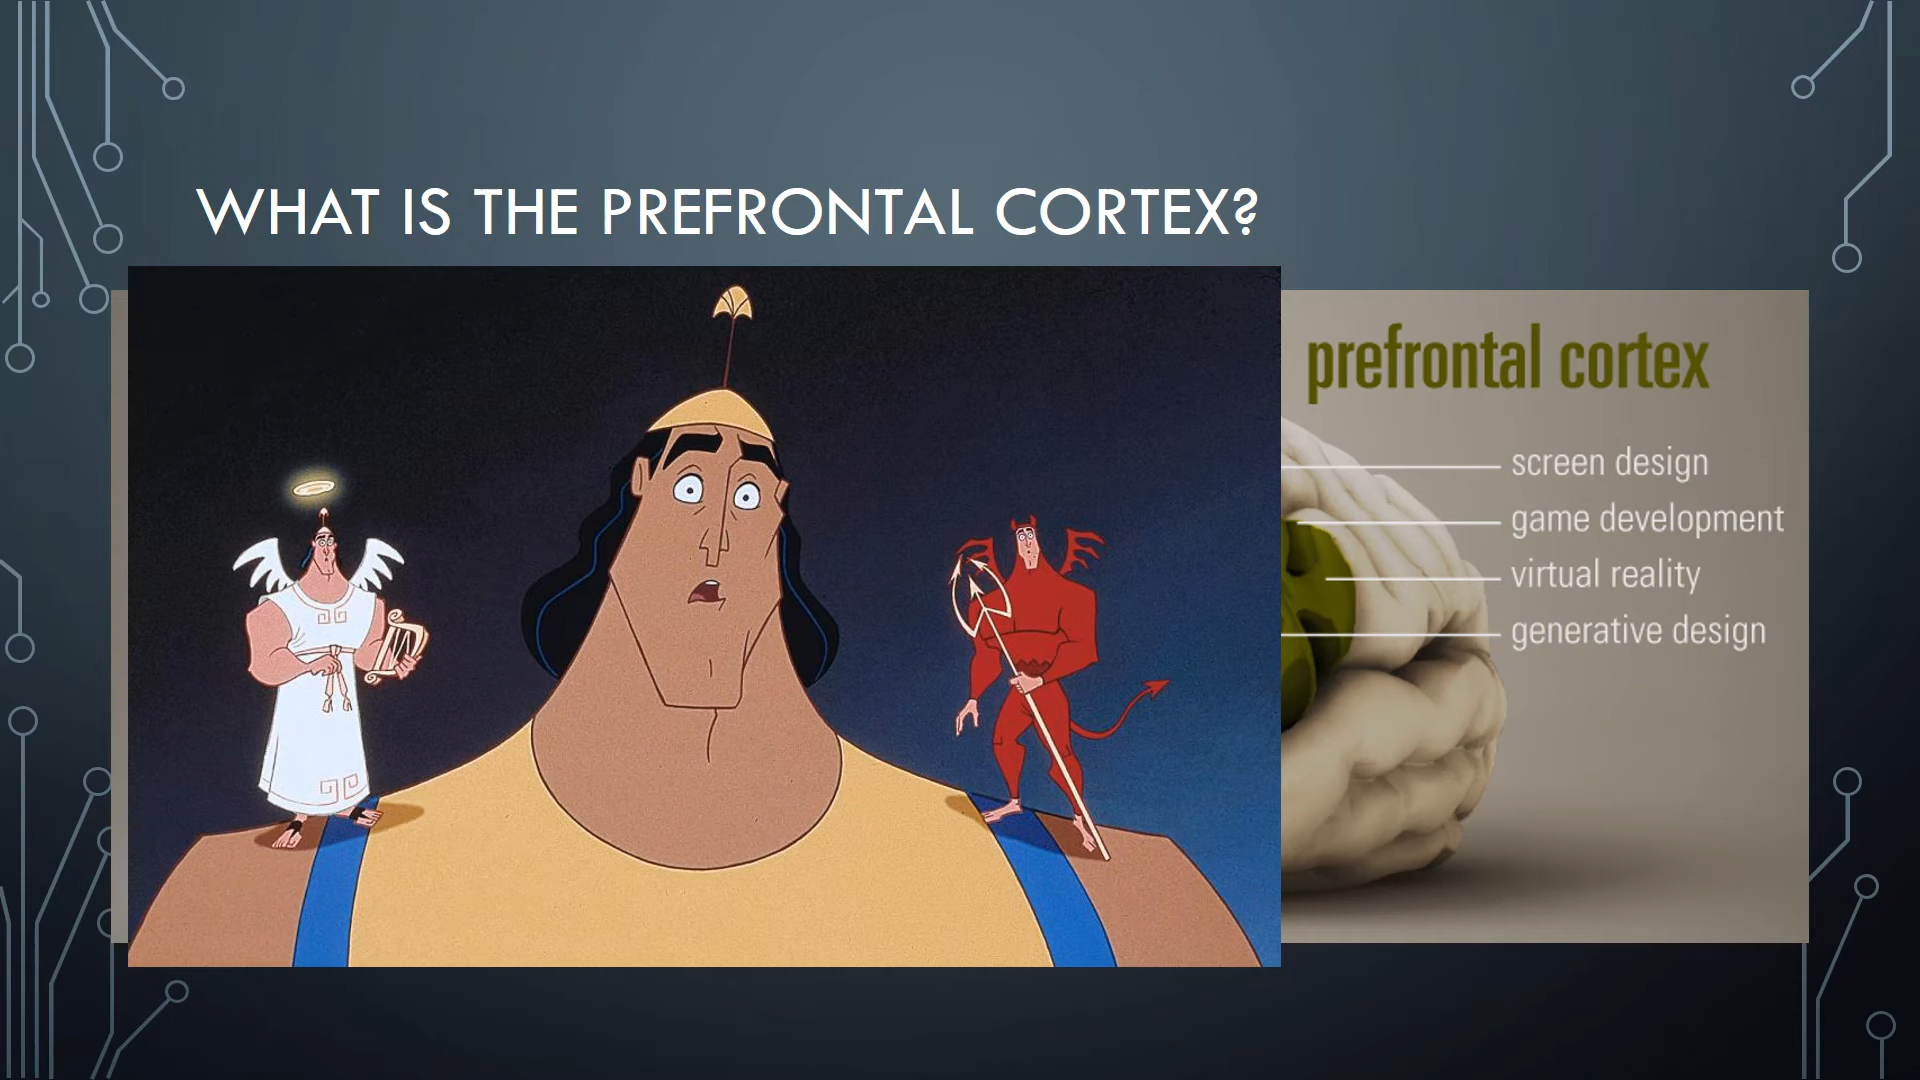 WHAT IS THE PREFRONTAL CORTEX?
prefrontal cortex
screen design
game development
virtual reality
generative design